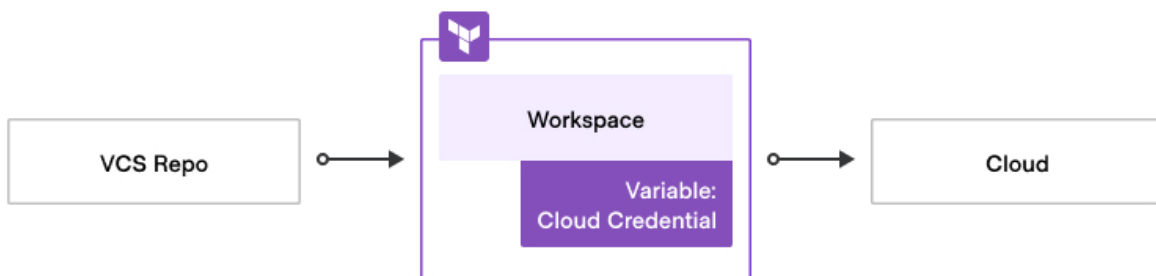 VCS Repo
Workspace
Variable:
Cloud Credential
Cloud